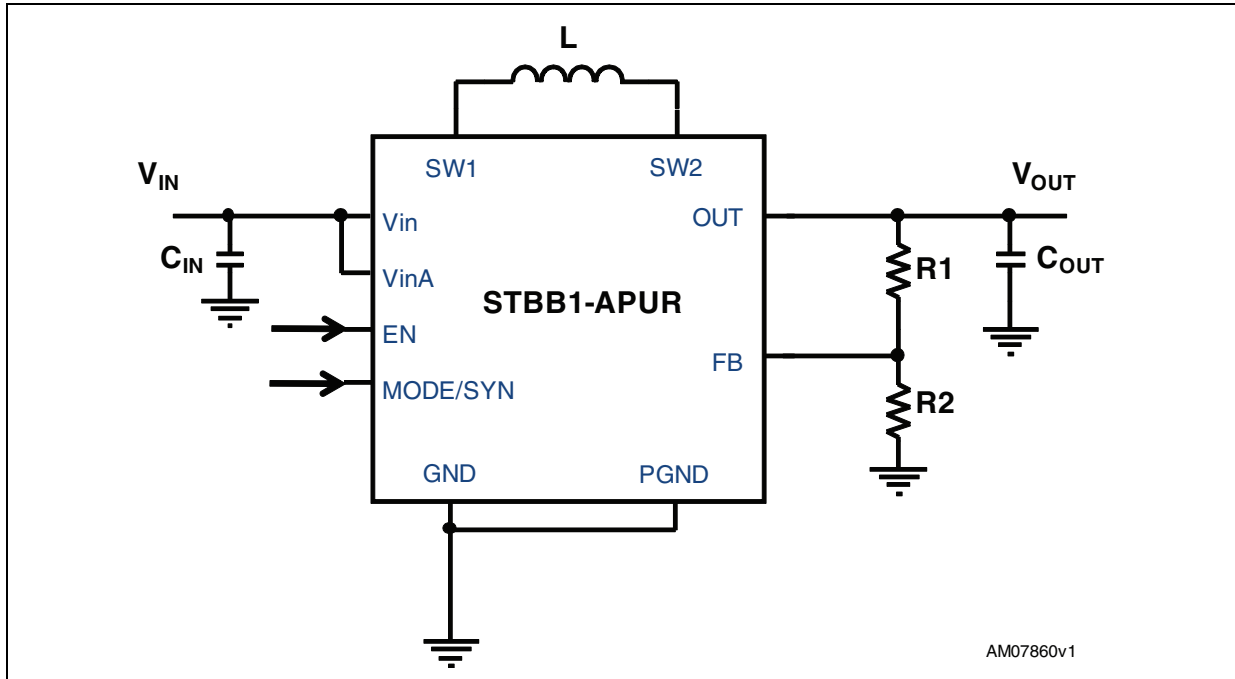 L
SW1
SW2
VIN
VOUT
Vin
OUT
CIN
R1
COUT
VinA
STBB1-APUR
EN
FB
MODE/SYN
R2
GND
PGND
AM07860v1